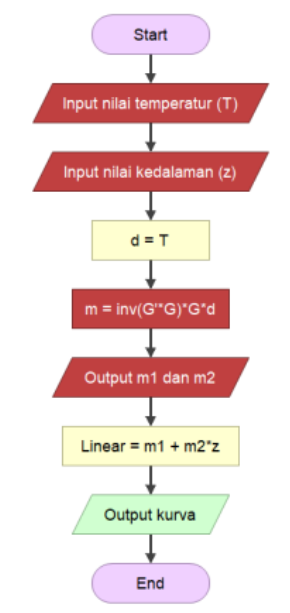 Start
Input nilai temperatur (T)
Input nilai kedalaman (z)
d = T
m = inv(G'*G)*G*d
Output m1 dan m2
Linear = m1 + m2*z
Output kurva
End